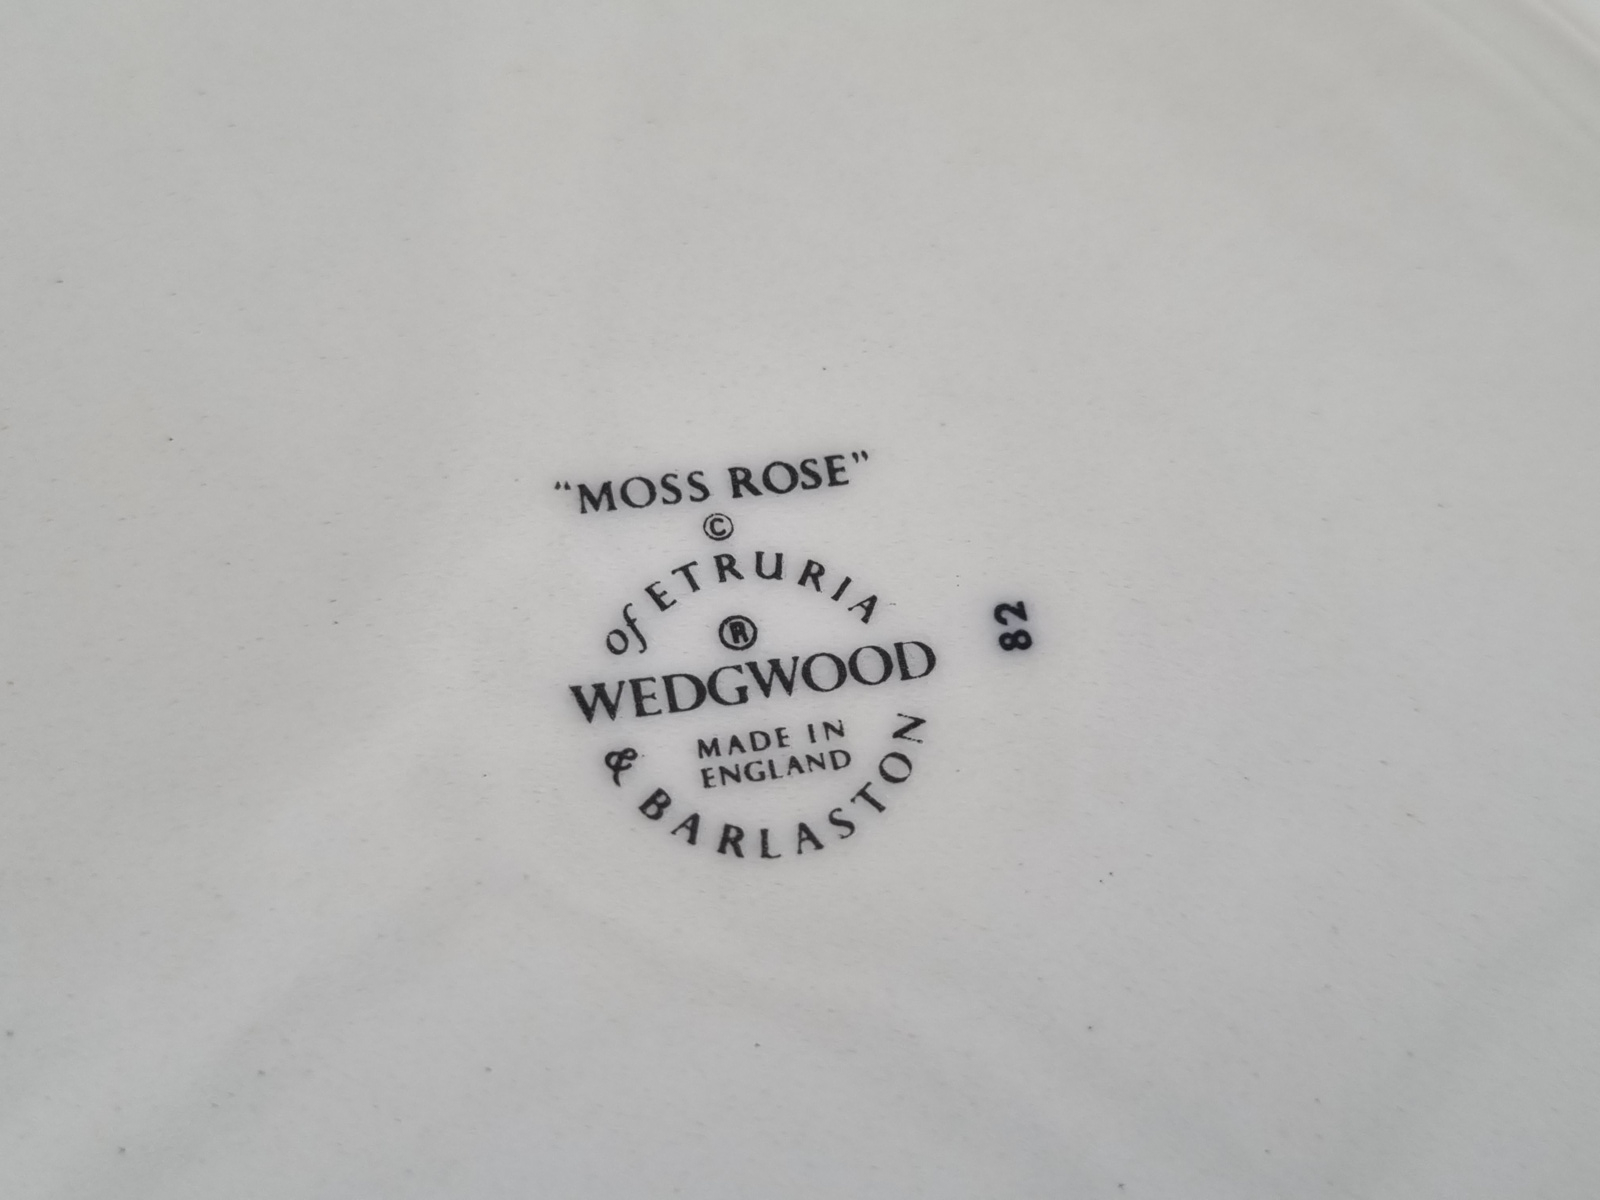 “MOSS ROSE”
©
of ETRURIA
®
WEDGWOOD
MADE IN
ENGLAND
& BARLASTON
82